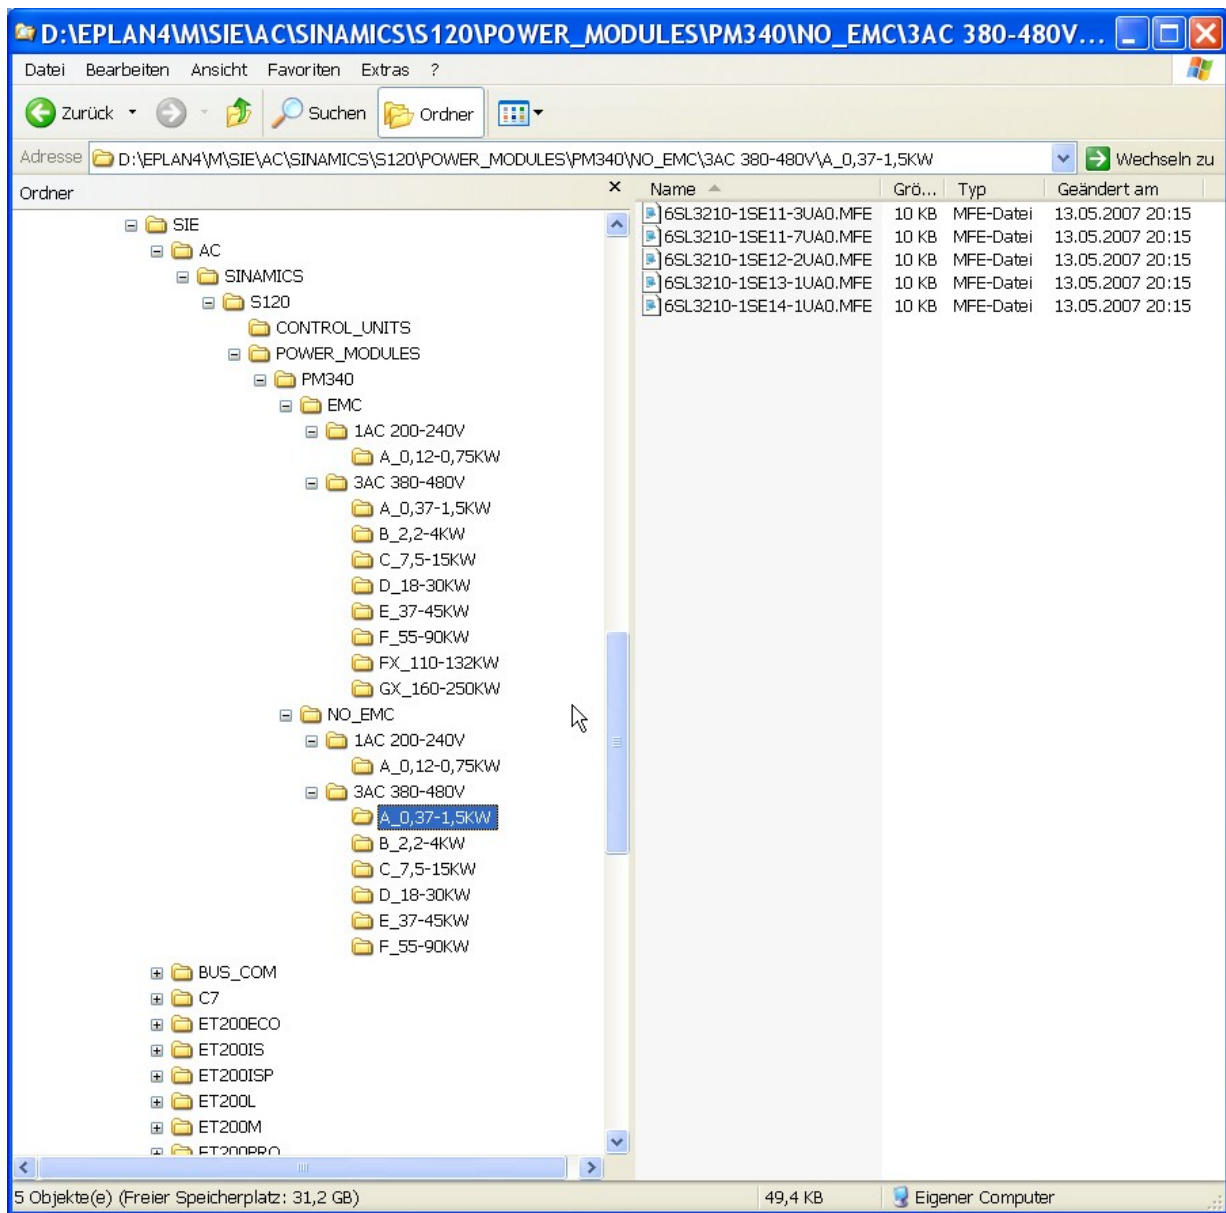 D:\EPLAN4\M\SIE\AC\SINAMICS\S120\POWER_MODULES\PM340\NO_EMC\3AC 380-480V...
Datei Bearbeiten Ansicht Favoriten Extras ?
Zurück Suchen Ordner
Adresse D:\EPLAN4\M\SIE\AC\SINAMICS\S120\POWER_MODULES\PM340\NO_EMC\3AC 380-480V\A_0,37-1,5KW Wechseln zu
Ordner
SIE
AC
SINAMICS
S120
CONTROL_UNITS
POWER_MODULES
PM340
EMC
1AC 200-240V
A_0,12-0,75KW
3AC 380-480V
A_0,37-1,5KW
B_2,2-4KW
C_7,5-15KW
D_18-30KW
E_37-45KW
F_55-90KW
FX_110-132KW
GX_160-250KW
NO_EMC
1AC 200-240V
A_0,12-0,75KW
3AC 380-480V
A_0,37-1,5KW
B_2,2-4KW
C_7,5-15KW
D_18-30KW
E_37-45KW
F_55-90KW
BUS_COM
C7
ET200ECO
ET200IS
ET200ISP
ET200L
ET200M
ET200PRO
Name Grö... Typ Geändert am
6SL3210-1SE11-3UA0.MFE 10 KB MFE-Datei 13.05.2007 20:15
6SL3210-1SE11-7UA0.MFE 10 KB MFE-Datei 13.05.2007 20:15
6SL3210-1SE12-2UA0.MFE 10 KB MFE-Datei 13.05.2007 20:15
6SL3210-1SE13-1UA0.MFE 10 KB MFE-Datei 13.05.2007 20:15
6SL3210-1SE14-1UA0.MFE 10 KB MFE-Datei 13.05.2007 20:15
5 Objekte(e) (Freier Speicherplatz: 31,2 GB) 49,4 KB Eigener Computer